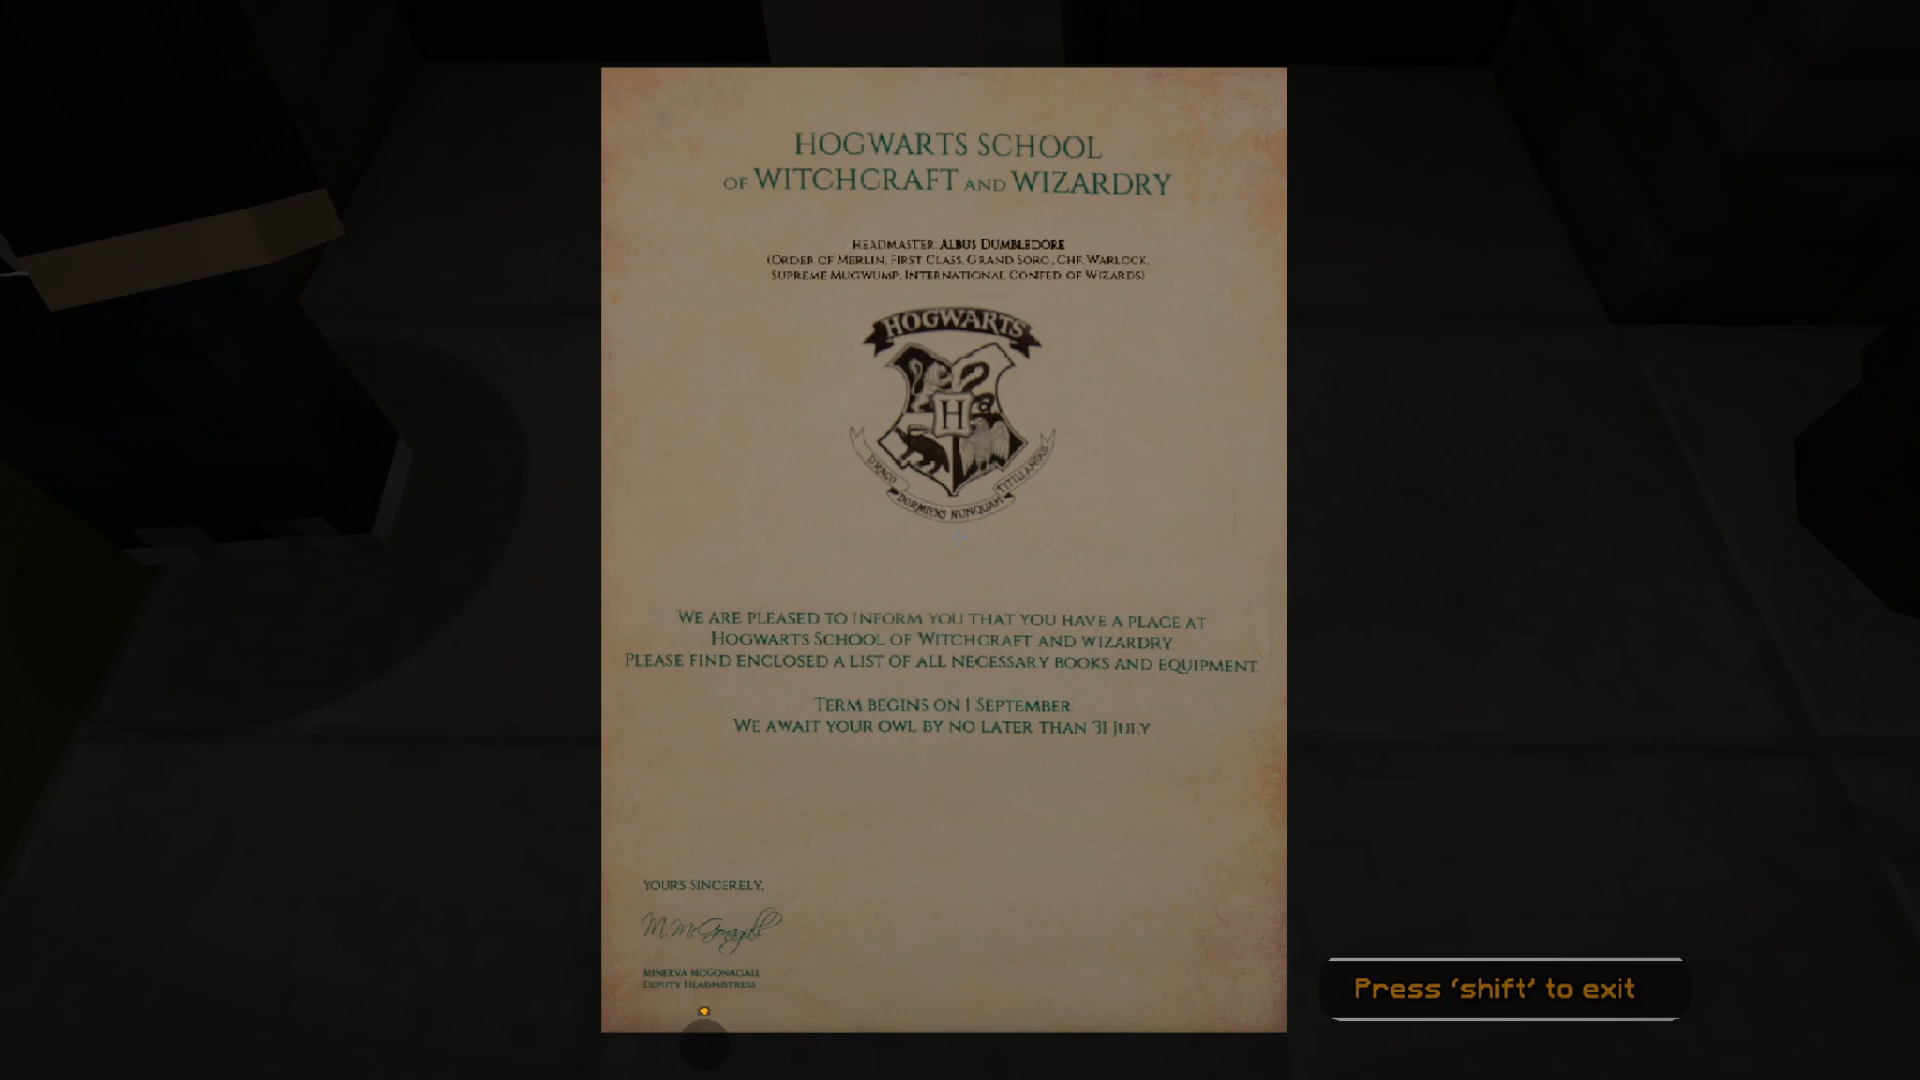 HOGWARTS SCHOOL
OF WITCHCRAFT AND WIZARDRY
HEADMASTER: ALBUS DUMBLEDORE
(ORDER OF MERLIN, FIRST CLASS, GRAND SORC., CHF. WARLOCK,
SUPREME MUGWUMP, INTERNATIONAL CONFED. OF WIZARDS)
HOGWARTS
H
DRACO DORMIENS NUNQUAM TITILLANDUS
WE ARE PLEASED TO INFORM YOU THAT YOU HAVE A PLACE AT
HOGWARTS SCHOOL OF WITCHCRAFT AND WIZARDRY.
PLEASE FIND ENCLOSED A LIST OF ALL NECESSARY BOOKS AND EQUIPMENT.
TERM BEGINS ON 1 SEPTEMBER.
WE AWAIT YOUR OWL BY NO LATER THAN 31 JULY
YOURS SINCERELY,
M. McGonagall
MINERVA MCGONAGALL
DEPUTY HEADMISTRESS
Press 'shift' to exit